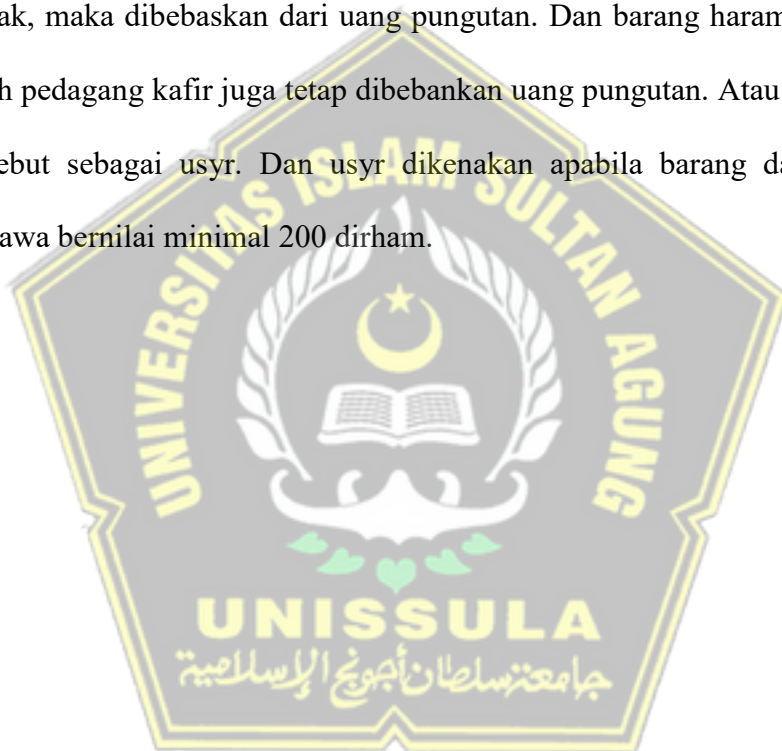 ak, maka dibebaskan dari uang pungutan. Dan barang haram
h pedagang kafir juga tetap dibebankan uang pungutan. Atau
ebut sebagai usyr. Dan usyr dikenakan apabila barang da
awa bernilai minimal 200 dirham.
UNIVERSITAS ISLAM SULTAN AGUNG
UNISSULA
جامعتسلطان أجونج الإسلامية